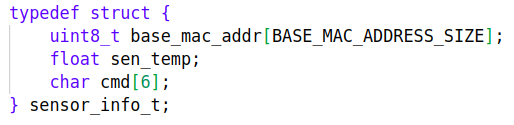 typedef struct {
    uint8_t base_mac_addr[BASE_MAC_ADDRESS_SIZE];
    float sen_temp;
    char cmd[6];
} sensor_info_t;